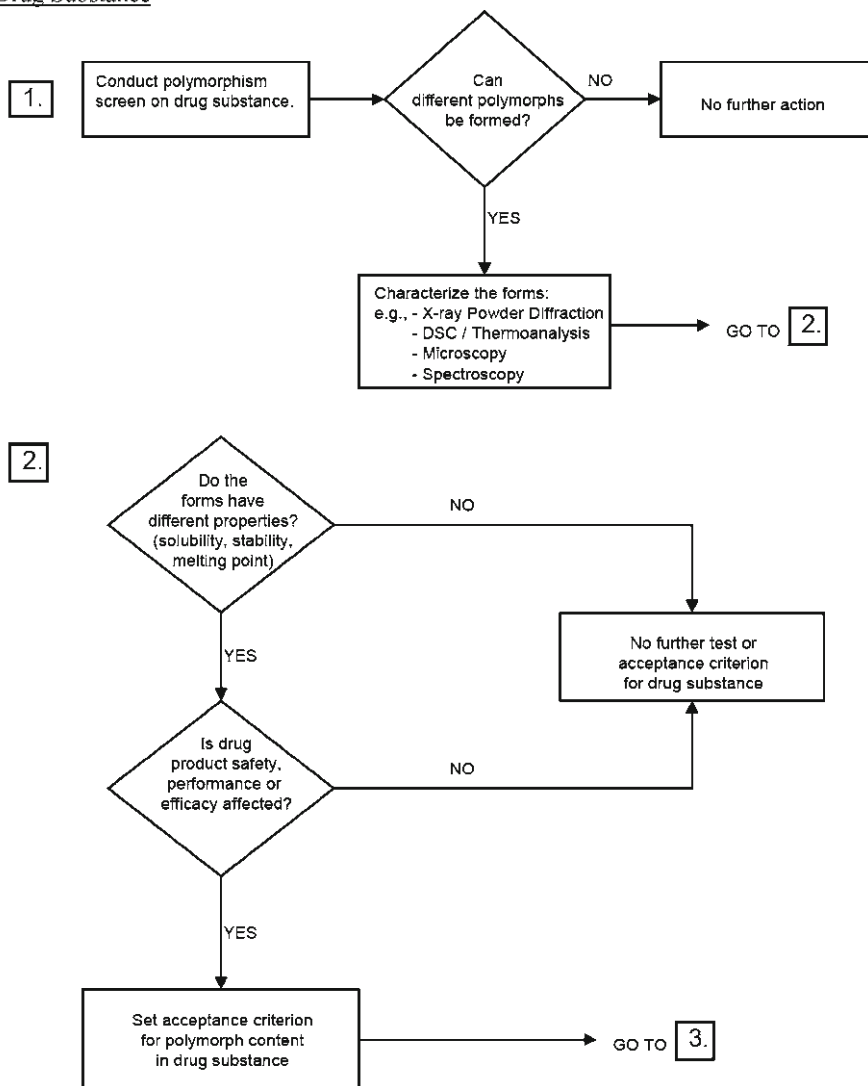 Drug Substance
1.
Conduct polymorphism
screen on drug substance.
Can
different polymorphs
be formed?
NO
No further action
YES
Characterize the forms:
e.g., - X-ray Powder Diffraction
- DSC / Thermoanalysis
- Microscopy
- Spectroscopy
GO TO 2.
2.
Do the
forms have
different properties?
(solubility, stability,
melting point)
NO
No further test or
acceptance criterion
for drug substance
YES
Is drug
product safety,
performance or
efficacy affected?
NO
YES
Set acceptance criterion
for polymorph content
in drug substance
GO TO 3.